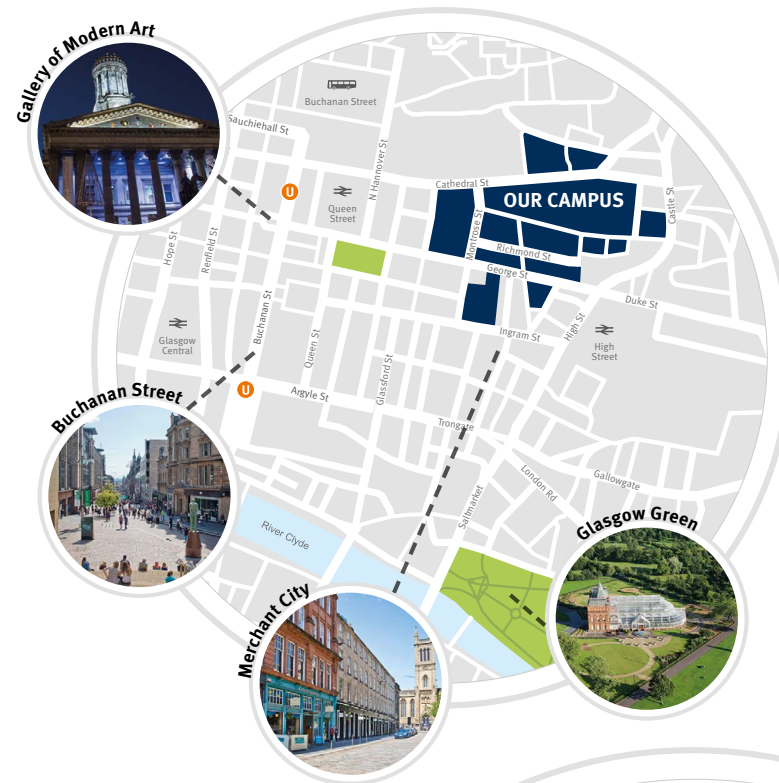 Gallery of Modern Art
Buchanan Street
Sauchiehall St
N Hannover St
Cathedral St
OUR CAMPUS
Castle St
U
Queen
Street
Montrose St
Richmond St
Hope St
Renfield St
George St
Duke St
Buchanan St
Glasgow
Central
Queen St
Ingram St
High St
High
Street
Glassford St
U
Argyle St
Buchanan Street
Trongate
London Rd
Gallowgate
Saltmarket
River Clyde
Glasgow Green
Merchant City